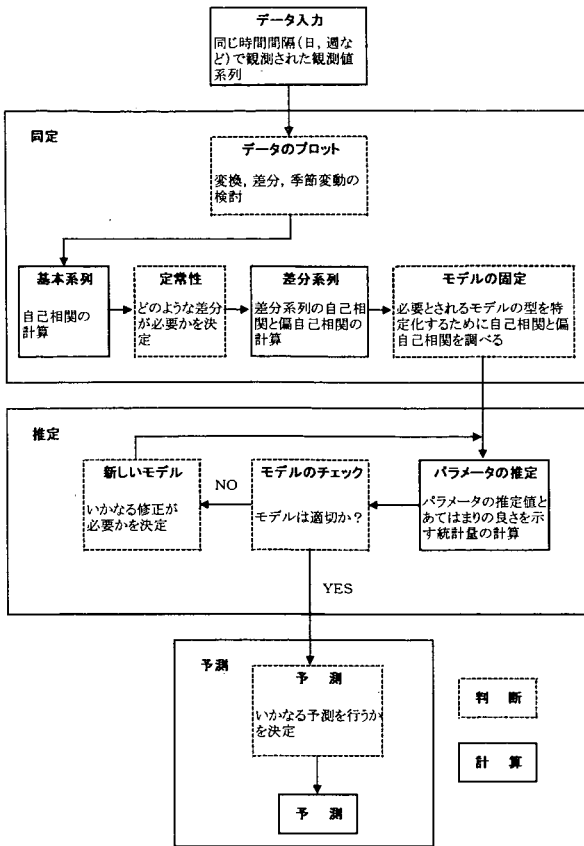 データ入力
同じ時間間隔(日,週な
ど)で観測された観測値
系列
同定
データのプロット
変換,差分,季節変動の
検討
基本系列
自己相関の
計算
定常性
どのような差分
が必要かを決
定
差分系列
差分系列の自己相
関と偏自己相関の
計算
モデルの固定
必要とされるモデルの型を特
定化するために自己相関と偏
自己相関を調べる
推定
新しいモデル
いかなる修正が
必要かを決定
NO
モデルのチェック
モデルは適切か?
パラメータの推定
パラメータの推定値と
あてはまりの良さを示
す統計量の計算
YES
予測
予 測
いかなる予測を行うか
を決定
予 測
判 断
計 算